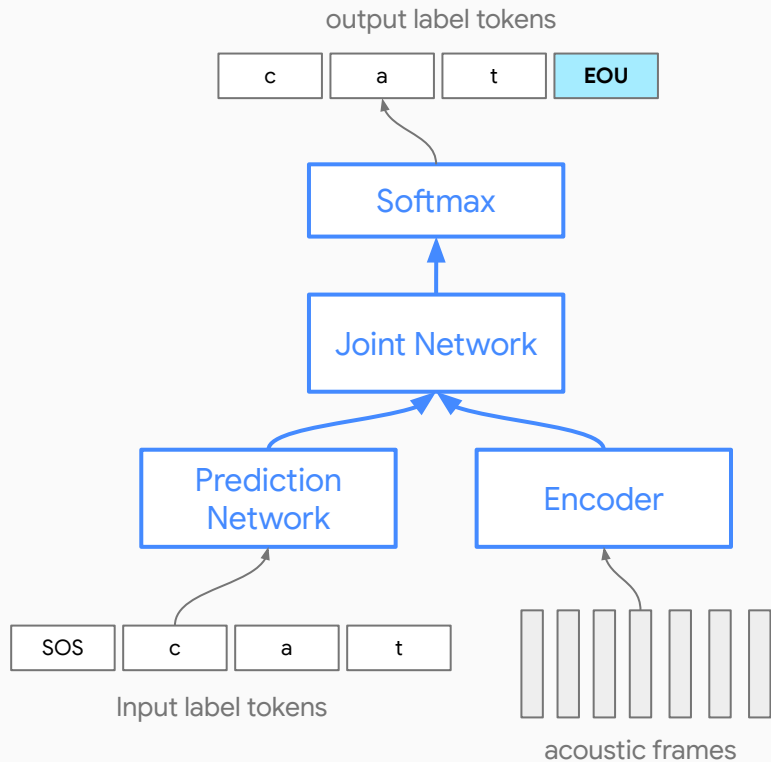 output label tokens
c a t EOU
Softmax
Joint Network
Prediction
Network
Encoder
SOS c a t
Input label tokens
acoustic frames